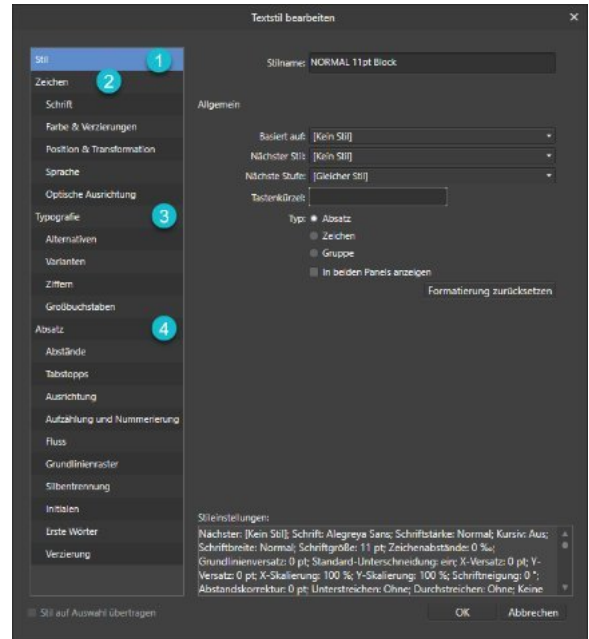 Textstil bearbeiten
Stil 1
Zeichen 2
Schrift
Farbe & Verzierungen
Position & Transformation
Sprache
Optische Ausrichtung
Typografie 3
Alternativen
Varianten
Ziffern
Großbuchstaben
Absatz 4
Abstände
Tabstopps
Ausrichtung
Aufzählung und Nummerierung
Fluss
Grundlinienraster
Silbentrennung
Initialen
Erste Wörter
Verzierung
Stilname: NORMAL 11pt Block
Allgemein
Basiert auf: [Kein Stil]
Nächster Stil: [Kein Stil]
Nächste Stufe: [Gleicher Stil]
Tastenkürzel:
Typ: Absatz
Zeichen
Gruppe
In beiden Panels anzeigen
Formatierung zurücksetzen
Stileinstellungen:
Nächster: [Kein Stil]; Schrift: Alegreya Sans; Schriftstärke: Normal; Kursiv: Aus;
Schriftbreite: Normal; Schriftgröße: 11 pt; Zeichenabstände: 0 ‰;
Grundlinienversatz: 0 pt; Standard-Unterschneidung: ein; X-Versatz: 0 pt; Y-
Versatz: 0 pt; X-Skalierung: 100 %; Y-Skalierung: 100 %; Schriftneigung: 0 °;
Abstandskorrektur: 0 pt; Unterstreichen: Ohne; Durchstreichen: Ohne; Keine
Stil auf Auswahl übertragen
OK Abbrechen